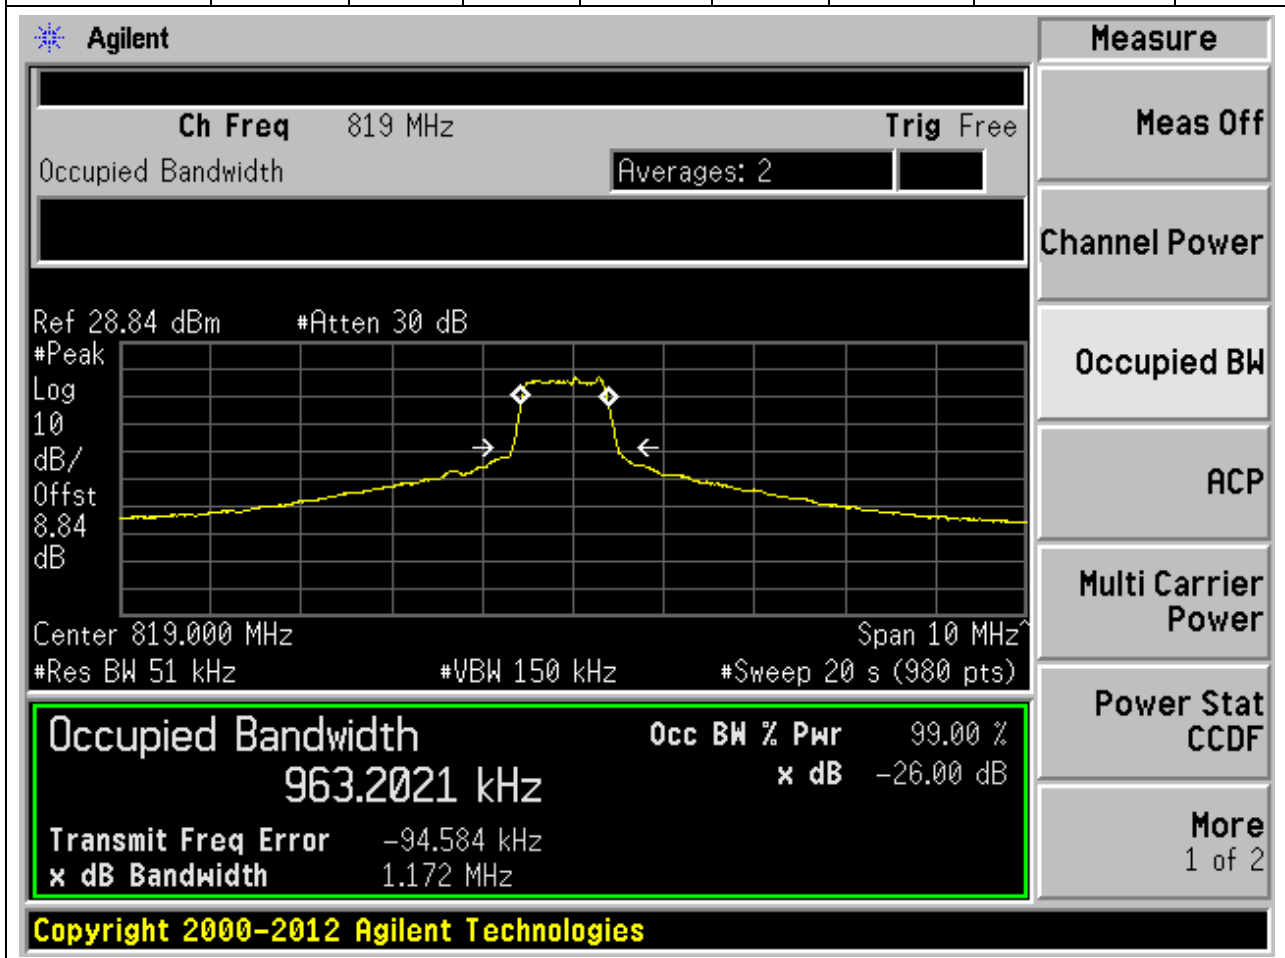 Agilent
Measure
Ch Freq 819 MHz Trig Free
Meas Off
Occupied Bandwidth Averages: 2
Channel Power
Ref 28.84 dBm #Atten 30 dB
#Peak
Log
10
dB/
Offst
8.84
dB
Occupied BW
ACP
Multi Carrier
Power
Center 819.000 MHz Span 10 MHz^
#Res BW 51 kHz #VBW 150 kHz #Sweep 20 s (980 pts)
Power Stat
CCDF
Occupied Bandwidth Occ BW % Pwr 99.00 %
963.2021 kHz x dB -26.00 dB
Transmit Freq Error -94.584 kHz
x dB Bandwidth 1.172 MHz
More
1 of 2
Copyright 2000-2012 Agilent Technologies